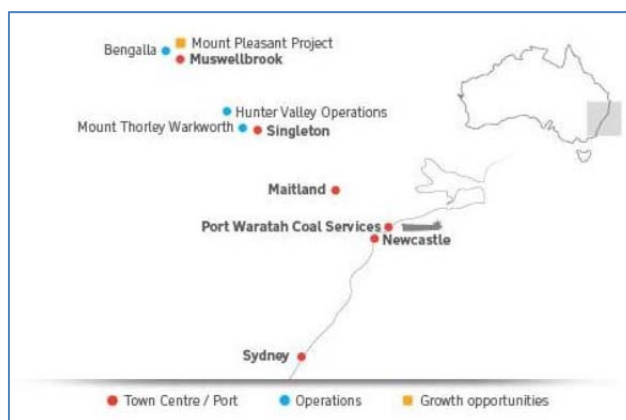 Mount Pleasant Project
Bengalla
Muswellbrook
Hunter Valley Operations
Mount Thorley Warkworth
Singleton
Maitland
Port Waratah Coal Services
Newcastle
Sydney
Town Centre / Port
Operations
Growth opportunities